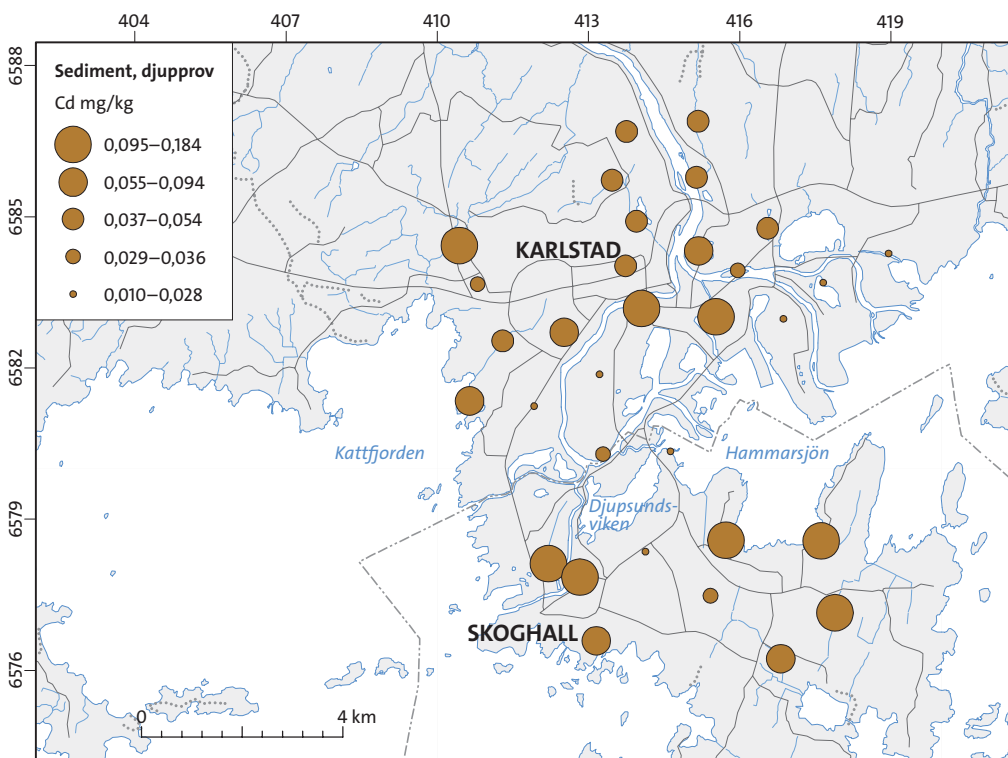 404 407 410 413 416 419
6588
6585
6582
6579
6576
Sediment, djupprov
Cd mg/kg
0,095–0,184
0,055–0,094
0,037–0,054
0,029–0,036
0,010–0,028
KARLSTAD
Kattfjorden
Hammarsjön
Djupsunds-
viken
SKOGHALL
0 4 km